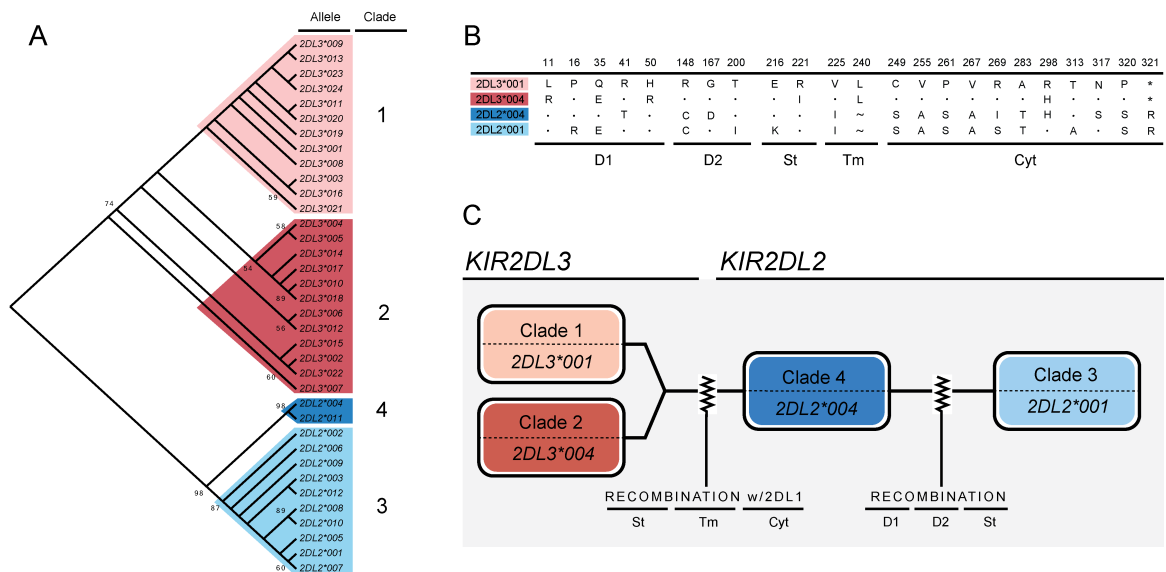 A
Allele Clade
2DL3*009
2DL3*013
2DL3*023
2DL3*024
2DL3*011
2DL3*020
2DL3*019
2DL3*001
2DL3*008
2DL3*003
2DL3*016
2DL3*021
1
59
74
2DL3*004
2DL3*005
2DL3*014
2DL3*017
2DL3*010
2DL3*018
2DL3*006
2DL3*012
2DL3*015
2DL3*002
2DL3*022
2DL3*007
2
58
54
89
56
60
2DL2*004
2DL2*011
4
98
2DL2*002
2DL2*006
2DL2*009
2DL2*003
2DL2*012
2DL2*008
2DL2*010
2DL2*005
2DL2*001
2DL2*007
3
98
87
89
60
B
11 16 35 41 50 148 167 200 216 221 225 240 249 255 261 267 269 283 298 313 317 320 321
2DL3*001 L P Q R H R G T E R V L C V P V R A R T N P *
2DL3*004 R · E · R · · · · I · L · · · · · · H · · · *
2DL2*004 · · · T · C D · · · I ~ S A S A I T H · S S R
2DL2*001 · R E · · C · I K · I ~ S A S A S T · A · S R
D1 D2 St Tm Cyt
C
KIR2DL3 KIR2DL2
Clade 1
2DL3*001
Clade 2
2DL3*004
Clade 4
2DL2*004
Clade 3
2DL2*001
RECOMBINATION w/2DL1
St Tm Cyt
RECOMBINATION
D1 D2 St